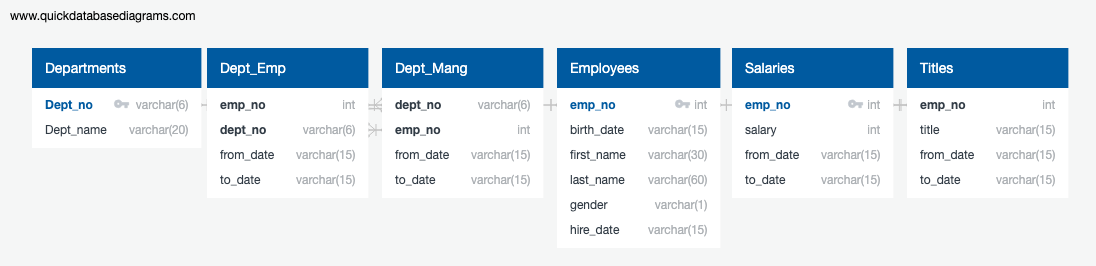 www.quickdatabasediagrams.com
Departments
Dept_no varchar(6)
Dept_name varchar(20)
Dept_Emp
emp_no int
dept_no varchar(6)
from_date varchar(15)
to_date varchar(15)
Dept_Mang
dept_no varchar(6)
emp_no int
from_date varchar(15)
to_date varchar(15)
Employees
emp_no int
birth_date varchar(15)
first_name varchar(30)
last_name varchar(60)
gender varchar(1)
hire_date varchar(15)
Salaries
emp_no int
salary int
from_date varchar(15)
to_date varchar(15)
Titles
emp_no int
title varchar(15)
from_date varchar(15)
to_date varchar(15)